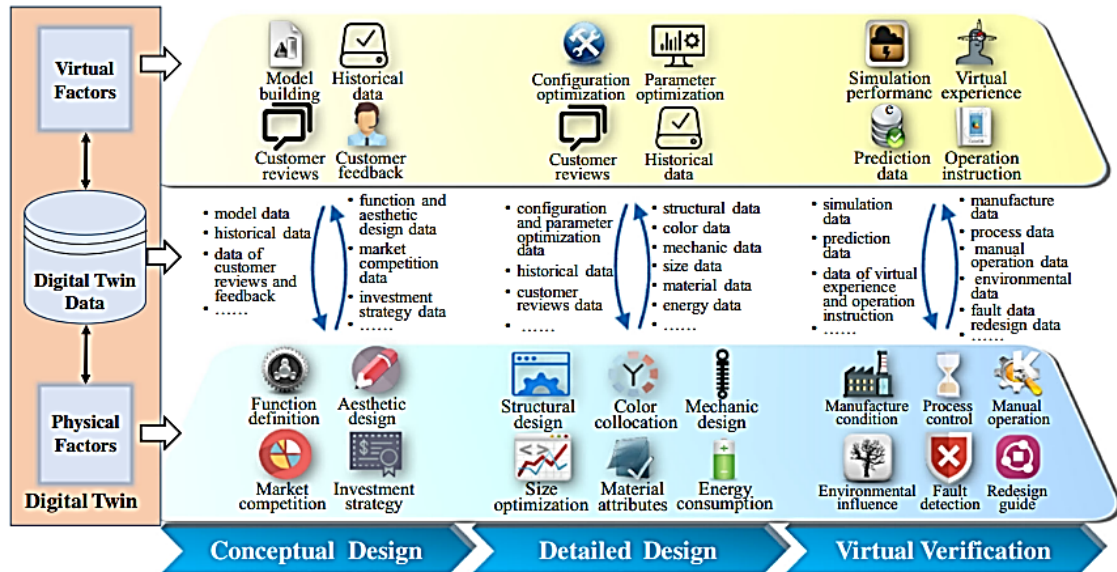 Virtual
Factors
Digital Twin
Data
Physical
Factors
Digital Twin
Model
building
Historical
data
Customer
reviews
Customer
feedback
Configuration
optimization
Parameter
optimization
Customer
reviews
Historical
data
Simulation
performanc
e
Virtual
experience
Prediction
data
Operation
instruction
• model data
• historical data
• data of
customer
reviews and
feedback
• ……
• function and
aesthetic
design data
• market
competition
data
• investment
strategy data
• ……
• configuration
and parameter
optimization
data
• historical data
• customer
reviews data
• ……
• structural data
• color data
• mechanic data
• size data
• material data
• energy data
• ……
• simulation
data
• prediction
data
• data of virtual
experience
and operation
instruction
• ……
• manufacture
data
• process data
• manual
operation data
• environmental
data
• fault data
• redesign data
• ……
Function
definition
Aesthetic
design
Market
competition
Investment
strategy
Structural
design
Color
collocation
Mechanic
design
Size
optimization
Material
attributes
Energy
consumption
Manufacture
condition
Process
control
Manual
operation
Environmental
influence
Fault
detection
Redesign
guide
Conceptual Design
Detailed Design
Virtual Verification